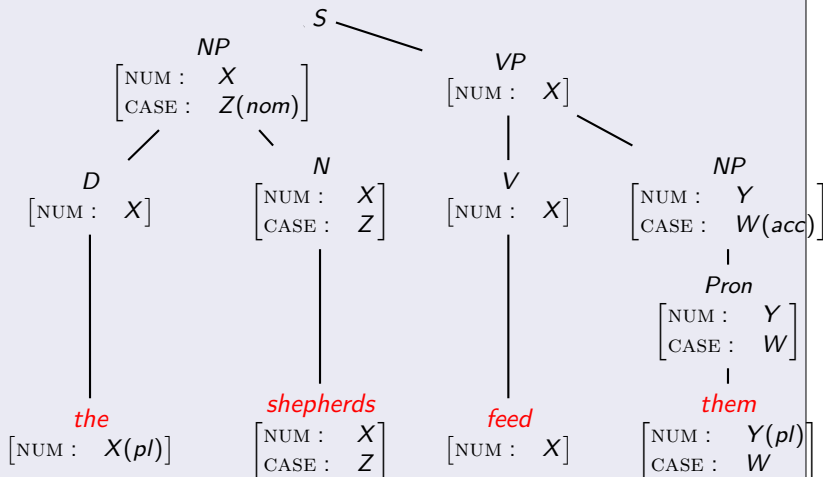 S
NP
VP
[NUM : X
CASE : Z(nom)]
[NUM : X]
D
N
V
NP
[NUM : X]
[NUM : X
CASE : Z]
[NUM : X]
[NUM : Y
CASE : W(acc)]
Pron
[NUM : Y
CASE : W]
the
shepherds
feed
them
[NUM : X(pl)]
[NUM : X
CASE : Z]
[NUM : X]
[NUM : Y(pl)
CASE : W]